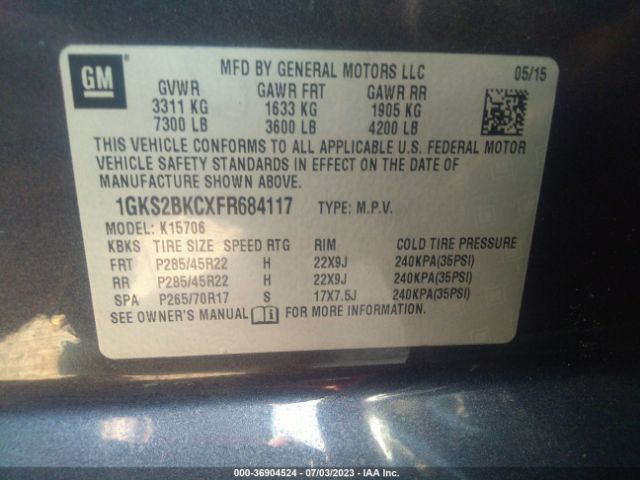 GM
MFD BY GENERAL MOTORS LLC 05/15
GVWR GAWR FRT GAWR RR
3311 KG 1633 KG 1905 KG
7300 LB 3600 LB 4200 LB
THIS VEHICLE CONFORMS TO ALL APPLICABLE U.S. FEDERAL MOTOR
VEHICLE SAFETY STANDARDS IN EFFECT ON THE DATE OF
MANUFACTURE SHOWN ABOVE.
1GKS2BKCXFR684117 TYPE: M.P.V.
MODEL: K15706
KBKS TIRE SIZE SPEED RTG RIM COLD TIRE PRESSURE
FRT P285/45R22 H 22X9J 240KPA(35PSI)
RR P285/45R22 H 22X9J 240KPA(35PSI)
SPA P265/70R17 S 17X7.5J 240KPA(35PSI)
SEE OWNER'S MANUAL i FOR MORE INFORMATION.
000-36904524 - 07/03/2023 - IAA Inc.